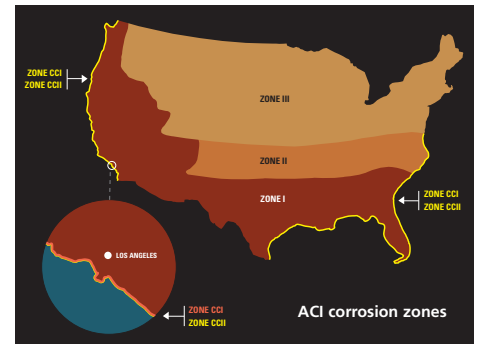 ZONE CCI
ZONE CCII
ZONE III
ZONE II
ZONE I
ZONE CCI
ZONE CCII
LOS ANGELES
ZONE CCI
ZONE CCII
ACI corrosion zones